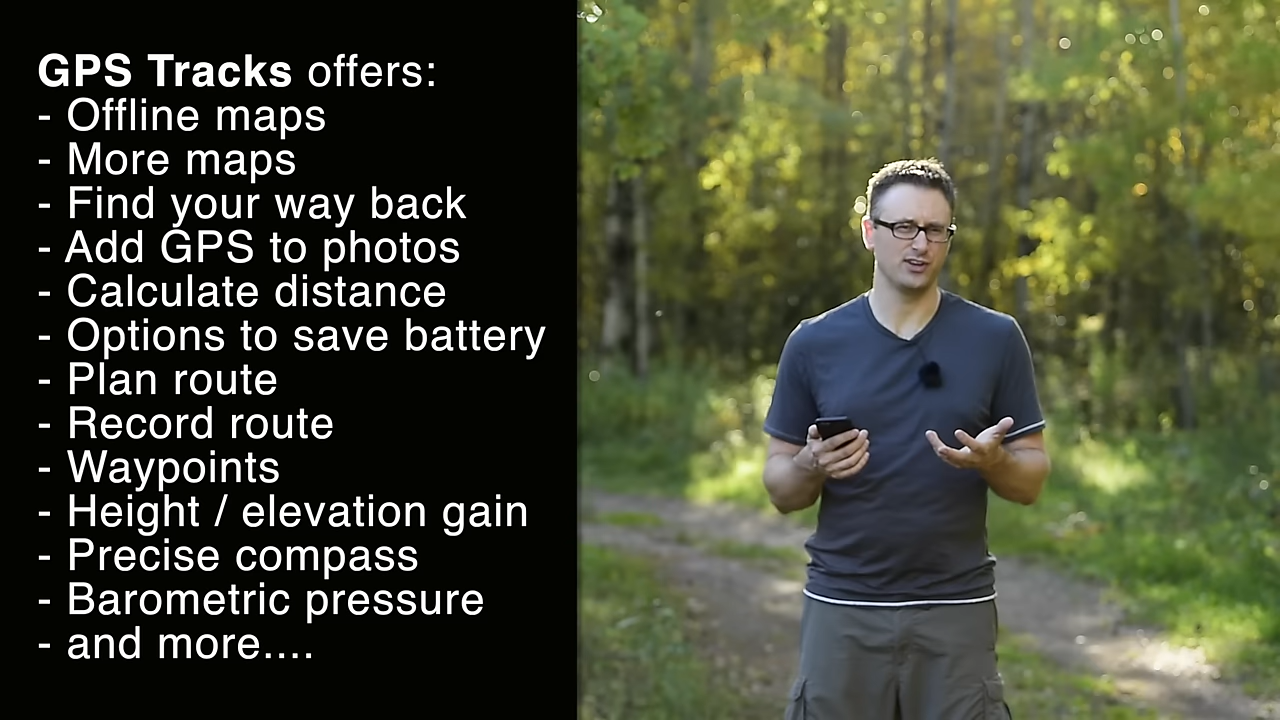 GPS Tracks offers:
- Offline maps
- More maps
- Find your way back
- Add GPS to photos
- Calculate distance
- Options to save battery
- Plan route
- Record route
- Waypoints
- Height / elevation gain
- Precise compass
- Barometric pressure
- and more....